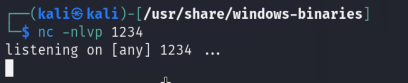 ┌──(kali㉿kali)-[/usr/share/windows-binaries]
└─$ nc -nlvp 1234
listening on [any] 1234 ...